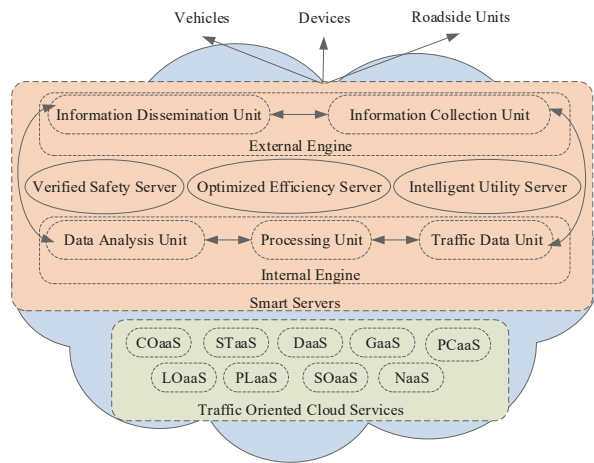 Vehicles
Devices
Roadside Units
Information Dissemination Unit
Information Collection Unit
External Engine
Verified Safety Server
Optimized Efficiency Server
Intelligent Utility Server
Data Analysis Unit
Processing Unit
Traffic Data Unit
Internal Engine
Smart Servers
COaaS
STaaS
DaaS
GaaS
PCaaS
LOaaS
PLaaS
SOaaS
NaaS
Traffic Oriented Cloud Services